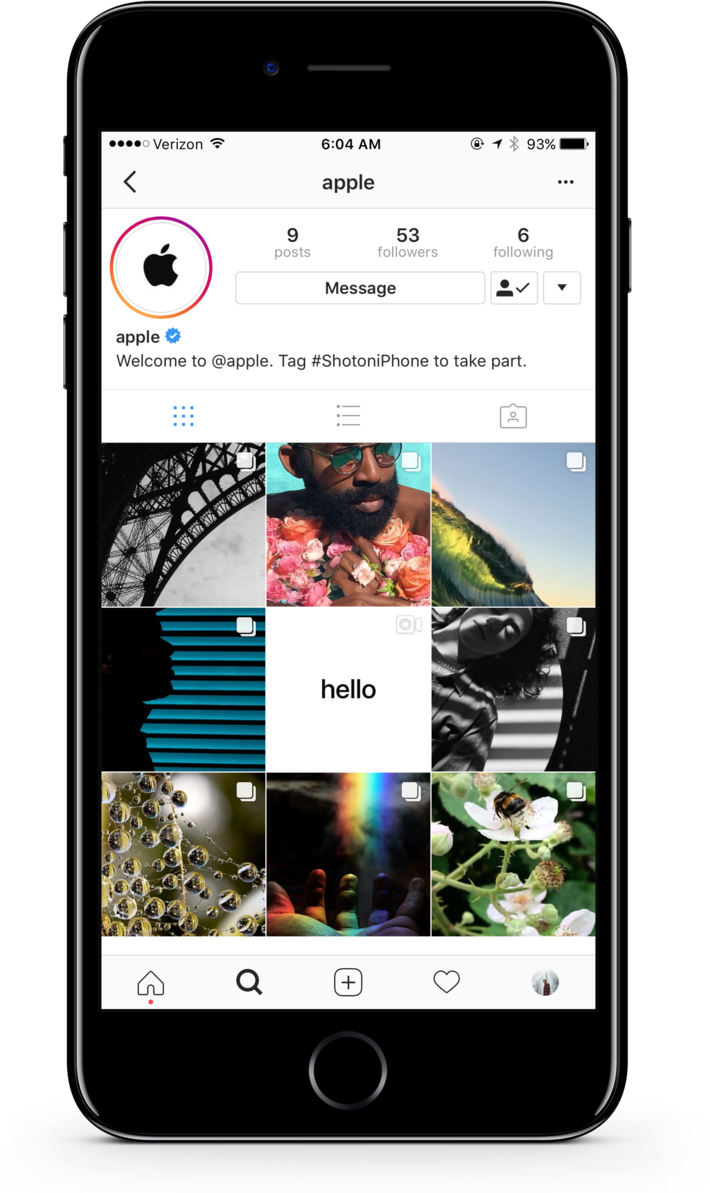 Verizon 6:04 AM 93%
apple
9 53 6
posts followers following
Message
apple
Welcome to @apple. Tag #ShotoniPhone to take part.
hello